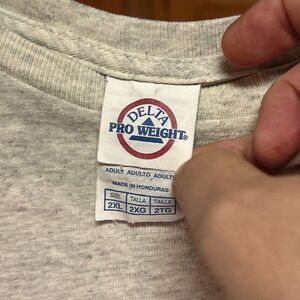 DELTA
PRO WEIGHT®
ADULT ADULTO ADULTE
MADE IN HONDURAS
SIZE TALLA TAILLE
2XL 2XG 2TG